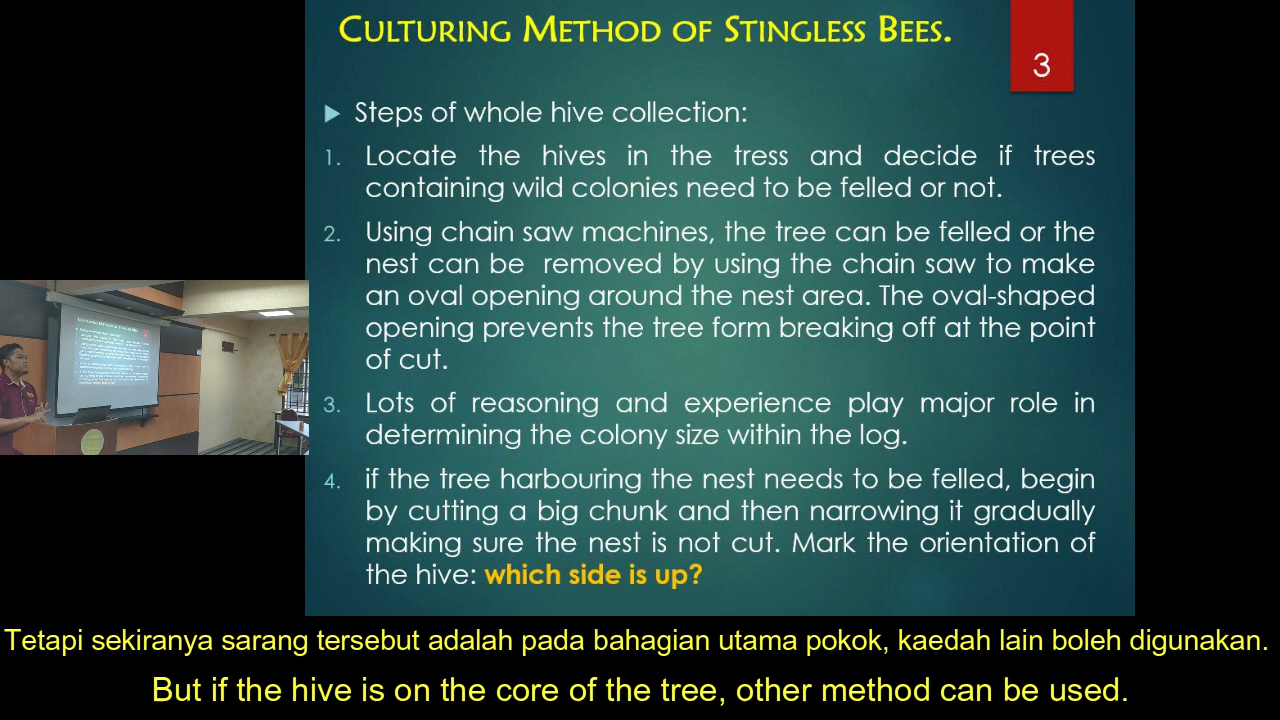 CULTURING METHOD OF STINGLESS BEES.
3
Steps of whole hive collection:
1. Locate the hives in the tress and decide if trees
containing wild colonies need to be felled or not.
2. Using chain saw machines, the tree can be felled or the
nest can be removed by using the chain saw to make
an oval opening around the nest area. The oval-shaped
opening prevents the tree form breaking off at the point
of cut.
3. Lots of reasoning and experience play major role in
determining the colony size within the log.
4. if the tree harbouring the nest needs to be felled, begin
by cutting a big chunk and then narrowing it gradually
making sure the nest is not cut. Mark the orientation of
the hive: which side is up?
Tetapi sekiranya sarang tersebut adalah pada bahagian utama pokok, kaedah lain boleh digunakan.
But if the hive is on the core of the tree, other method can be used.